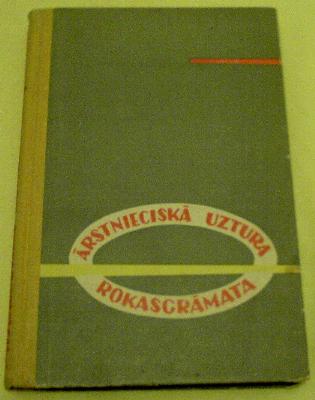 ĀRSTNIECISKĀ UZTURA
ROKASGRĀMATA